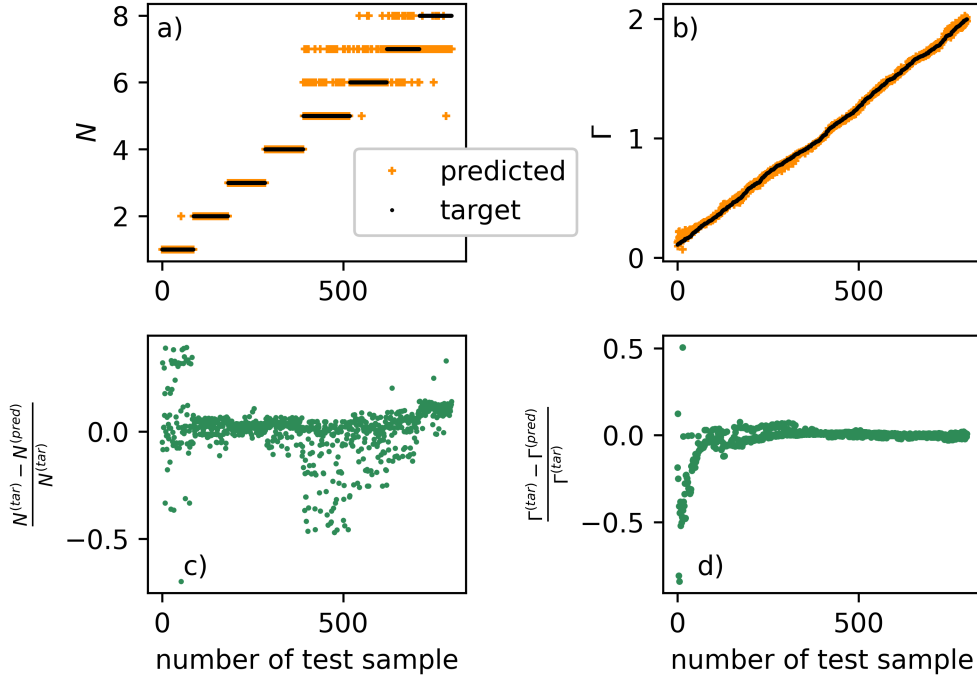 a)
N
8
6
4
2
0
500
predicted
target
b)
Γ
2
1
0
0
500
c)
N^(tar) − N^(pred)
N^(tar)
0.0
−0.5
0
500
number of test sample
d)
Γ^(tar) − Γ^(pred)
Γ^(tar)
0.5
0.0
−0.5
0
500
number of test sample